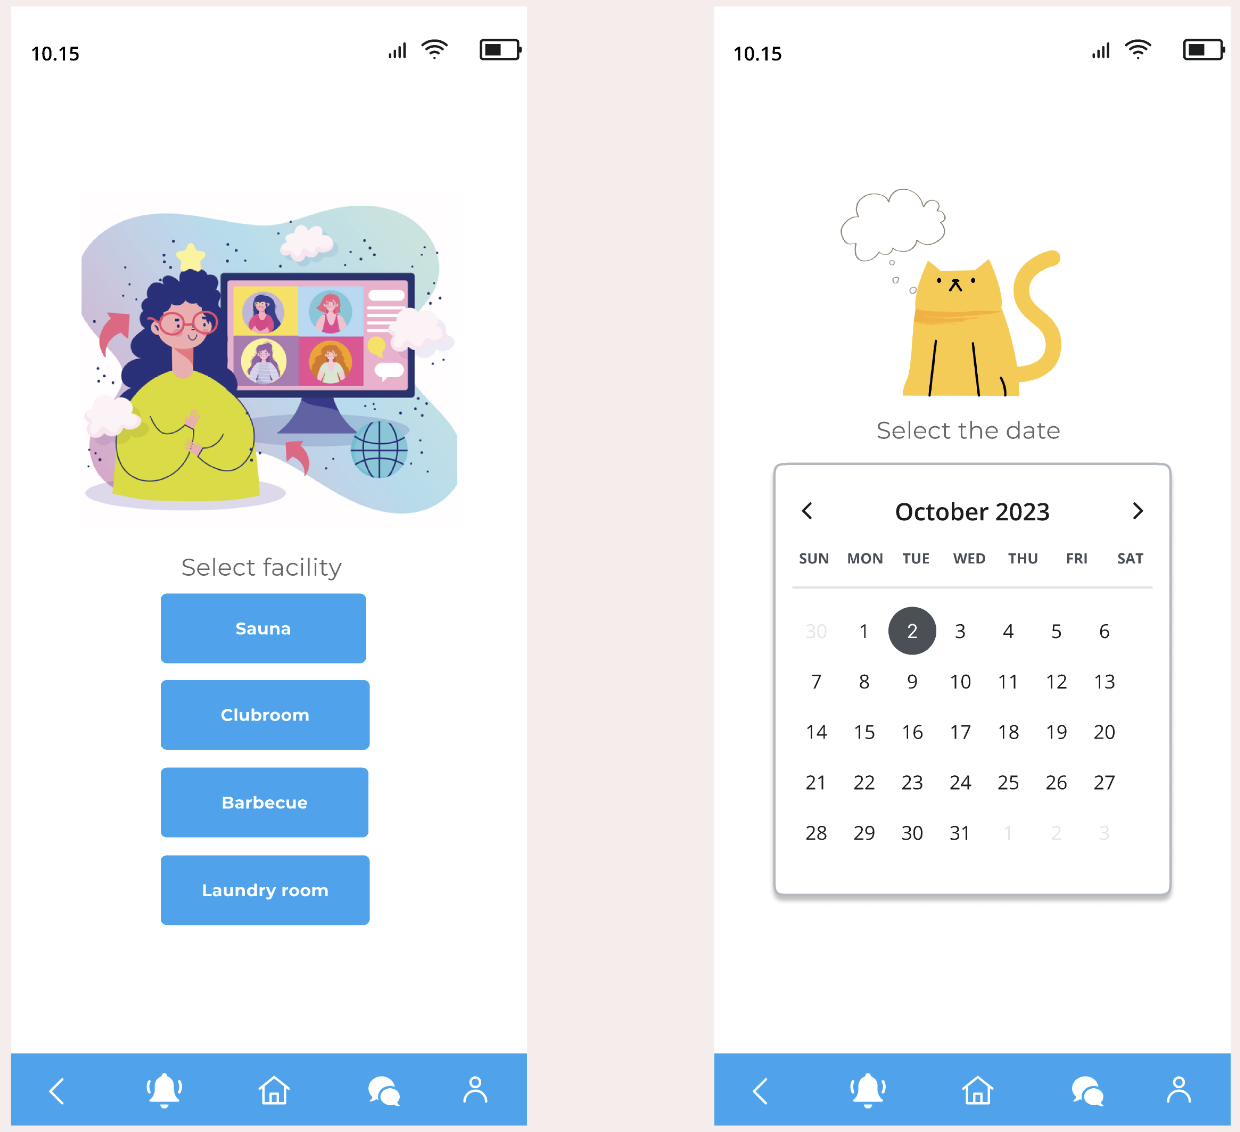 10.15
Select facility
Sauna
Clubroom
Barbecue
Laundry room
10.15
Select the date
October 2023
SUN MON TUE WED THU FRI SAT
30 1 2 3 4 5 6
7 8 9 10 11 12 13
14 15 16 17 18 19 20
21 22 23 24 25 26 27
28 29 30 31 1 2 3